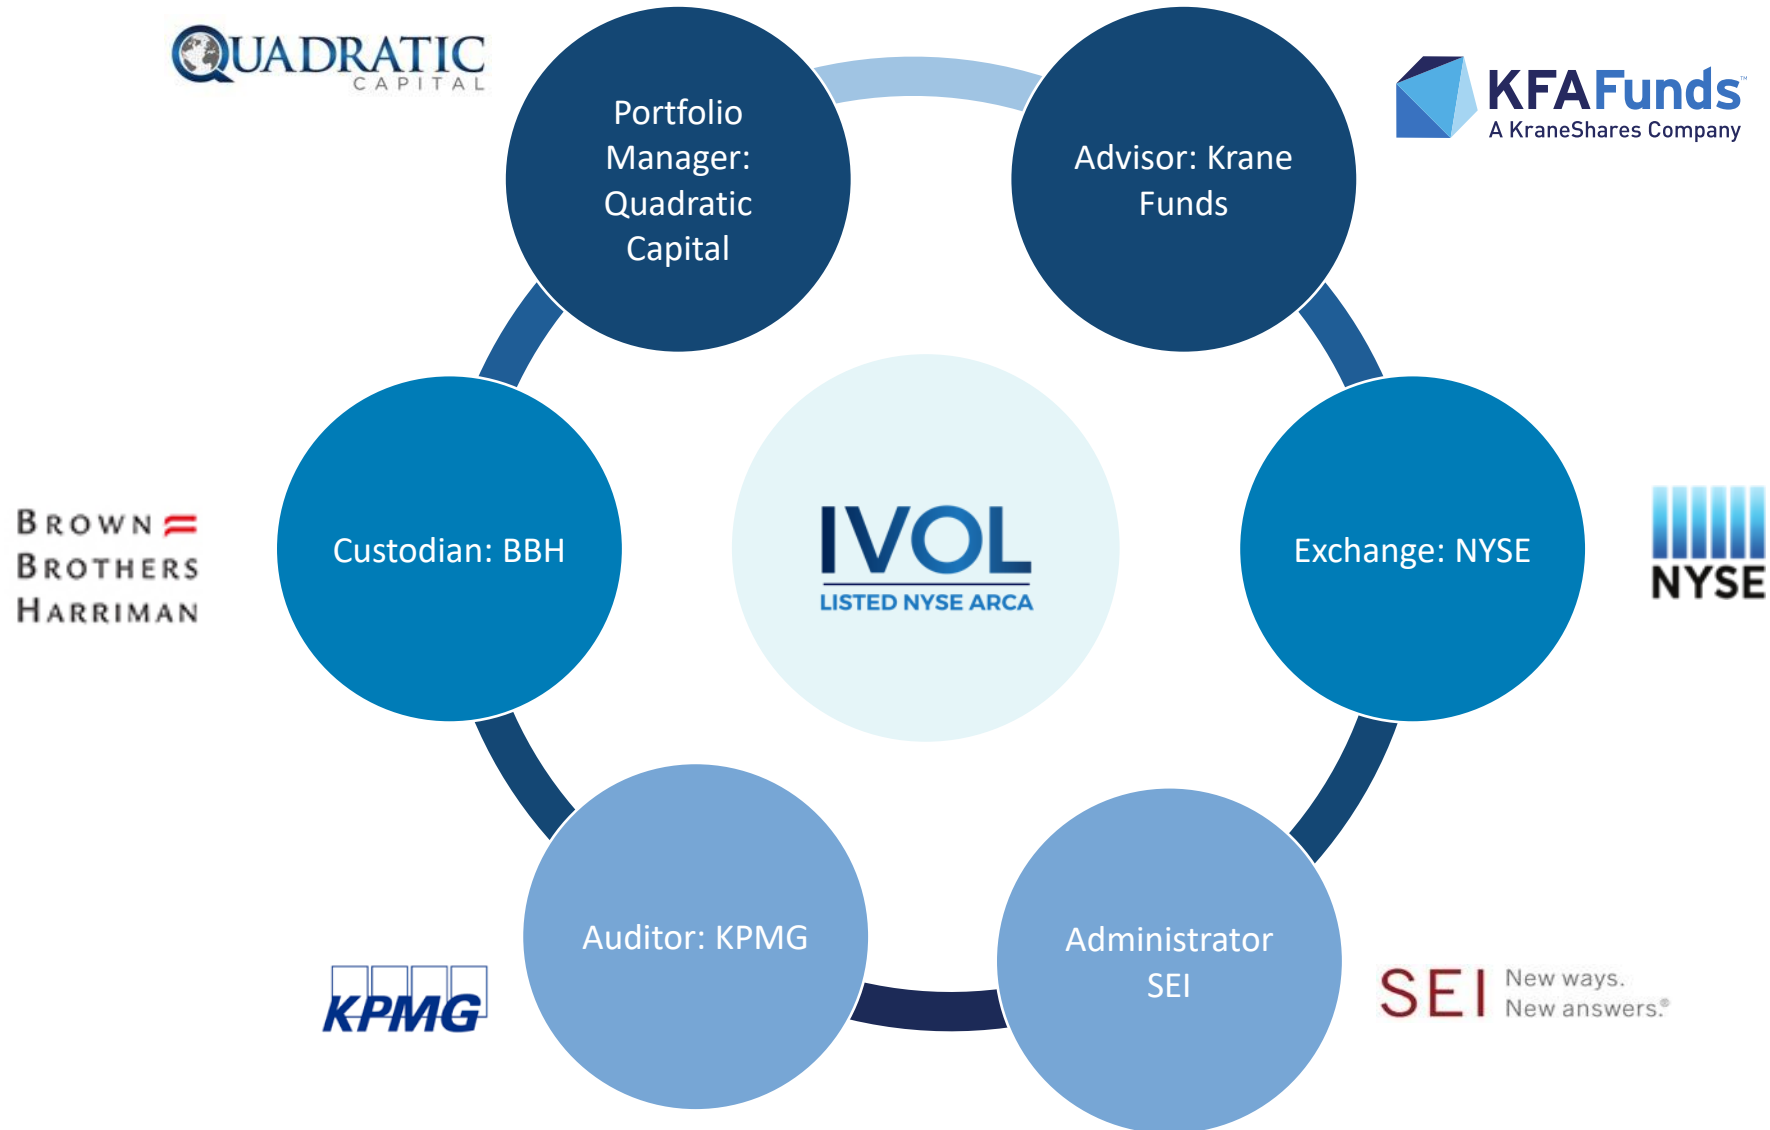 QUADRATIC
CAPITAL
Portfolio
Manager:
Quadratic
Capital
Advisor: Krane
Funds
KFAFunds™
A KraneShares Company
BROWN
BROTHERS
HARRIMAN
Custodian: BBH
IVOL
LISTED NYSE ARCA
Exchange: NYSE
NYSE
KPMG
Auditor: KPMG
Administrator
SEI
SEI
New ways.
New answers.®